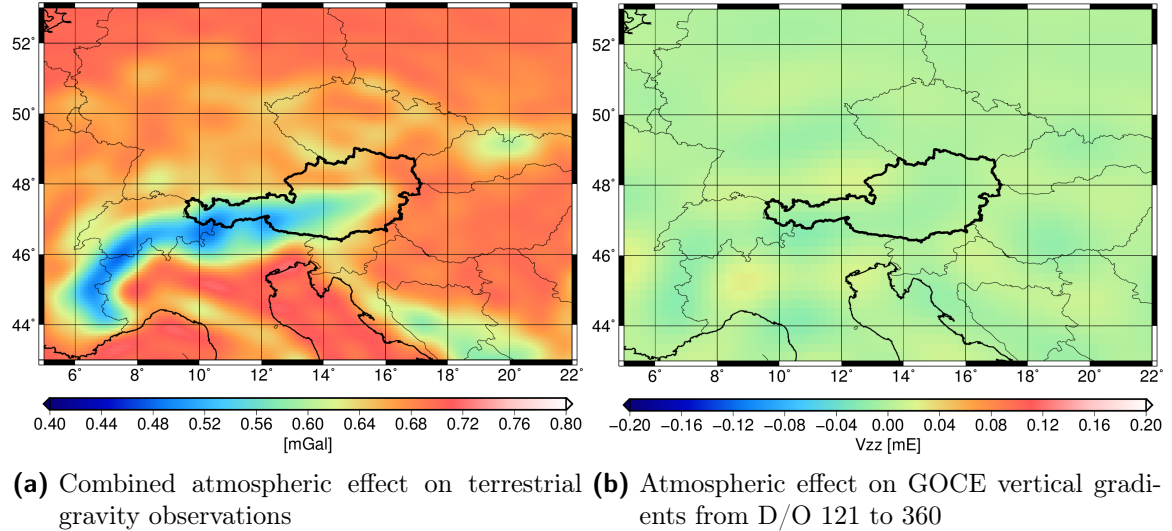 52°
50°
48°
46°
44°
6° 8° 10° 12° 14° 16° 18° 20° 22°
0.40 0.44 0.48 0.52 0.56 0.60 0.64 0.68 0.72 0.76 0.80
[mGal]
(a) Combined atmospheric effect on terrestrial
gravity observations
52°
50°
48°
46°
44°
6° 8° 10° 12° 14° 16° 18° 20° 22°
−0.20 −0.16 −0.12 −0.08 −0.04 0.00 0.04 0.08 0.12 0.16 0.20
Vzz [mE]
(b) Atmospheric effect on GOCE vertical gradi-
ents from D/O 121 to 360